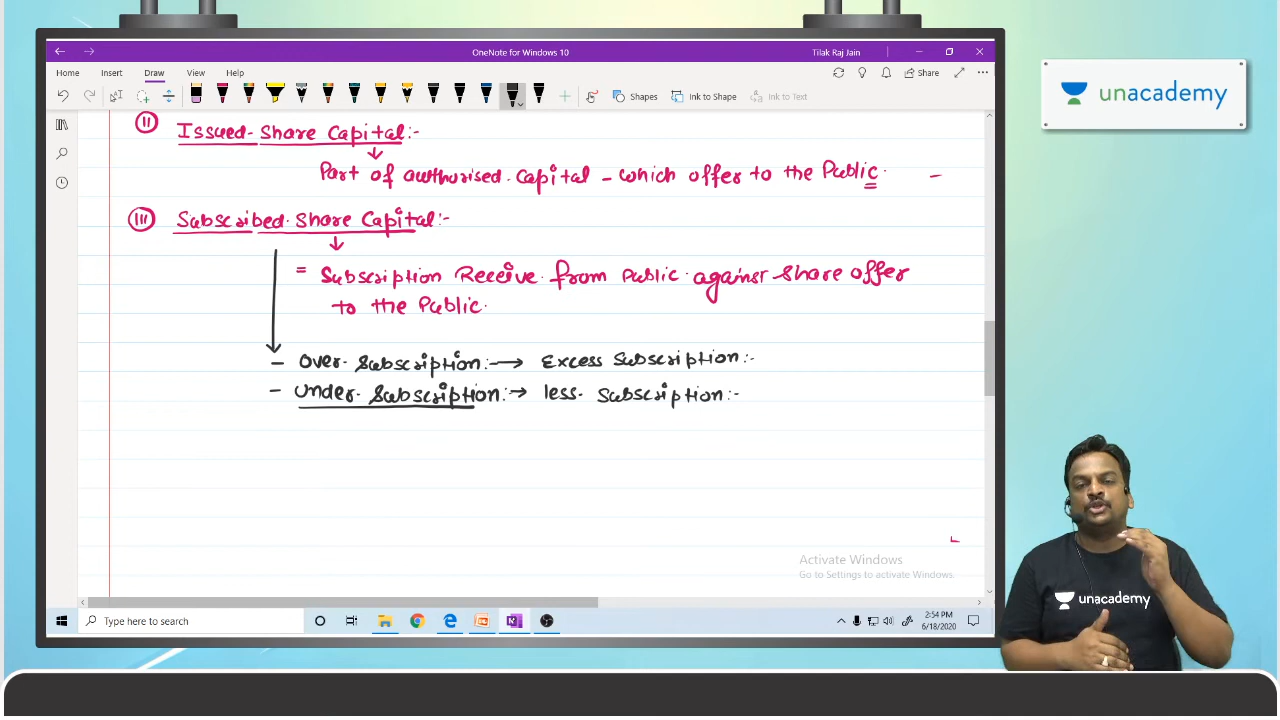 OneNote for Windows 10
Tilak Raj Jain
Home Insert Draw View Help
Share
Shapes Ink to Shape Ink to Text
unacademy
(II) Issued Share Capital:-
Part of authorised Capital - which offer to the Public.
(III) Subscribed Share Capital:-
= Subscription Receive from Public against Share offer
to the Public.
- Over Subscription:- → Excess Subscription:-
- Under Subscription:- → less Subscription:-
Activate Windows
Go to Settings to activate Windows.
unacademy
Type here to search
2:54 PM
6/18/2020